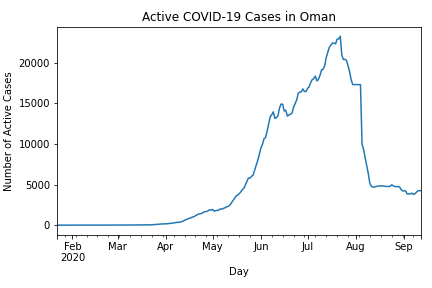 Active COVID-19 Cases in Oman
Number of Active Cases
20000
15000
10000
5000
0
Feb Mar Apr May Jun Jul Aug Sep
2020
Day